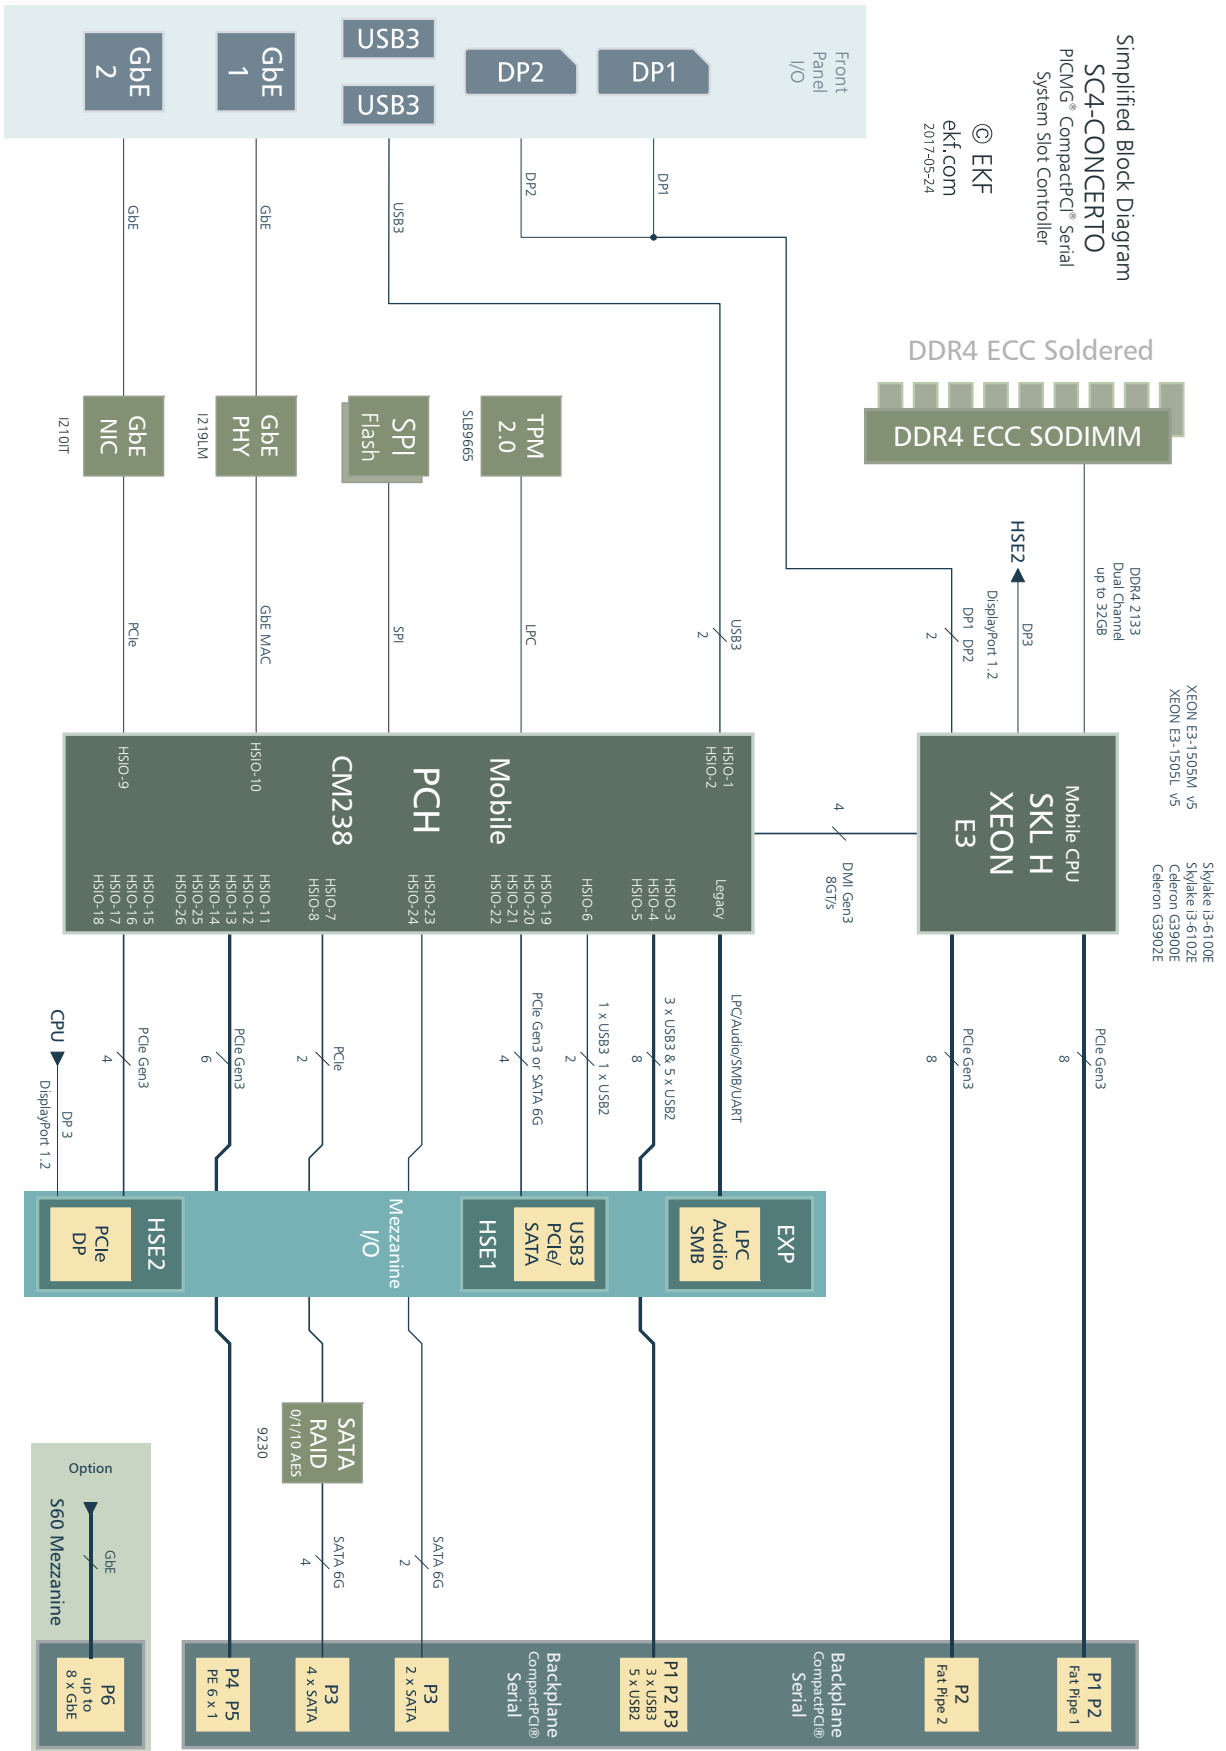 Simplified Block Diagram
SC4-CONCERTO
PICMG® CompactPCI® Serial
System Slot Controller
© EKF
ekf.com
2017-05-24
Front
Panel
I/O
GbE
2
GbE
1
USB3
USB3
DP2
DP1
GbE
GbE
USB3
DP2
DP1
DDR4 ECC Soldered
DDR4 ECC SODIMM
GbE
NIC
I210IT
GbE
PHY
I219LM
SPI
Flash
TPM
2.0
SLB9665
HSE2
DDR4 2133
Dual Channel
up to 32GB
PCIe
GbE MAC
SPI
LPC
USB3
2
DP1 DP2
2
DisplayPort 1.2
DP3
XEON E3-1505M v5
XEON E3-1505L v5
Skylake i3-6100E
Skylake i3-6102E
Celeron G3900E
Celeron G3902E
Mobile
PCH
CM238
HSIO-9
HSIO-10
HSIO-1
HSIO-2
4
DMI Gen3
8GT/s
Mobile CPU
SKL H
XEON
E3
HSIO-15
HSIO-16
HSIO-17
HSIO-18
HSIO-11
HSIO-12
HSIO-13
HSIO-14
HSIO-25
HSIO-26
HSIO-7
HSIO-8
HSIO-23
HSIO-24
HSIO-19
HSIO-20
HSIO-21
HSIO-22
HSIO-6
HSIO-3
HSIO-4
HSIO-5
Legacy
CPU
DP 3
DisplayPort 1.2
PCIe Gen3
4
PCIe Gen3
6
PCIe
2
PCIe Gen3 or SATA 6G
4
1 x USB3 1 x USB2
2
3 x USB3 & 5 x USB2
8
LPC/Audio/SMB/UART
PCIe Gen3
8
PCIe Gen3
8
HSE2
PCIe
DP
Mezzanine
I/O
HSE1
USB3
PCIe/
SATA
EXP
LPC
Audio
SMB
SATA
RAID
0/1/10 AES
9230
SATA 6G
4
SATA 6G
2
Option
S60 Mezzanine
GbE
P6
up to
8 x GbE
P4 P5
PE 6 x 1
P3
4 x SATA
P3
2 x SATA
Backplane
CompactPCI®
Serial
P1 P2 P3
3 x USB3
5 x USB2
Backplane
CompactPCI®
Serial
P2
Fat Pipe 2
P1 P2
Fat Pipe 1